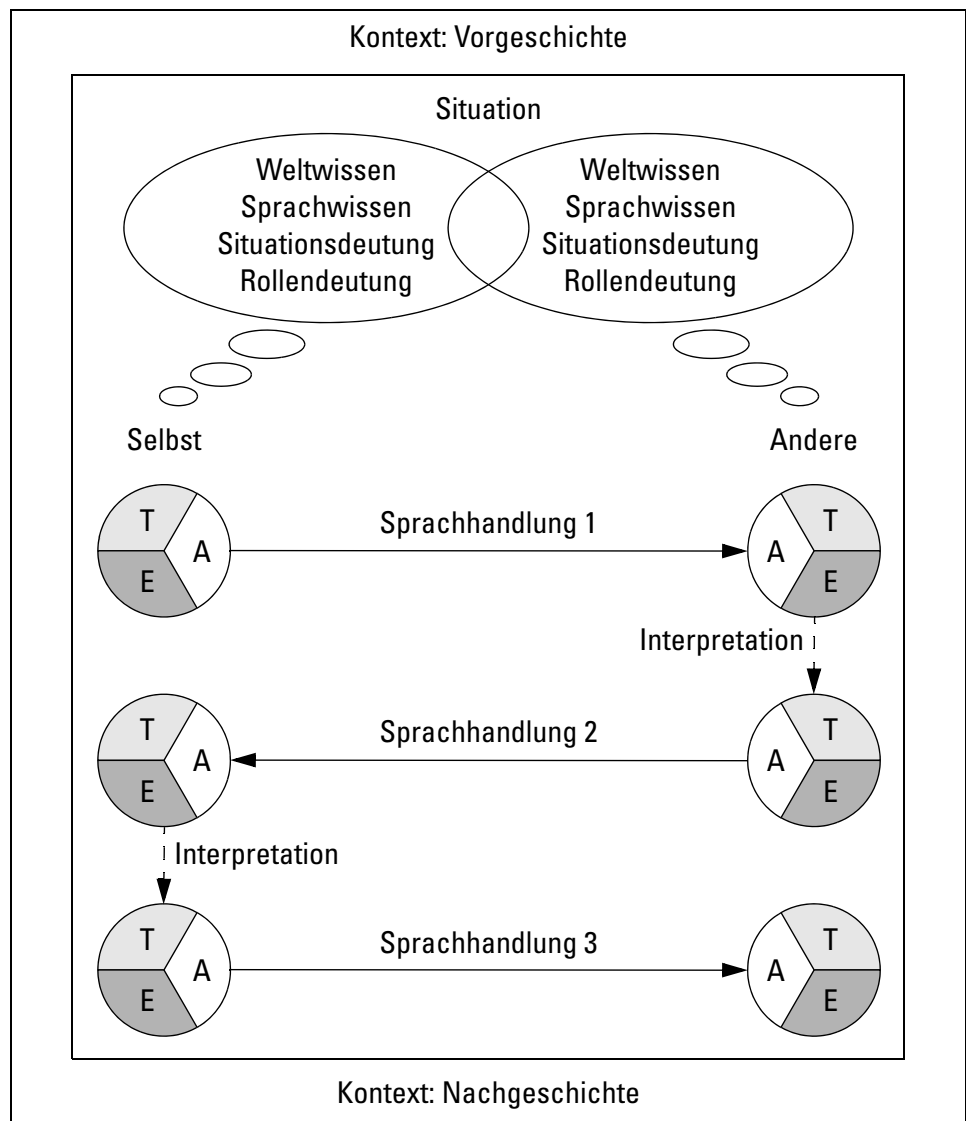 Kontext: Vorgeschichte
Situation
Weltwissen
Sprachwissen
Situationsdeutung
Rollendeutung
Weltwissen
Sprachwissen
Situationsdeutung
Rollendeutung
Selbst
Andere
T
A
E
Sprachhandlung 1
T
A
E
Interpretation
T
A
E
Sprachhandlung 2
T
A
E
Interpretation
T
A
E
Sprachhandlung 3
T
A
E
Kontext: Nachgeschichte